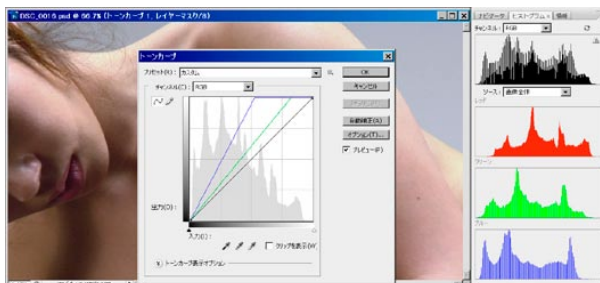 DSC_0016.psd @ 66.7% (トーンカーブ 1, レイヤーマスク/8)
トーンカーブ
プリセット(R): カスタム
OK
チャンネル(C): RGB
キャンセル
自動補正(A)
オプション(T)...
プレビュー(P)
出力(O):
入力(I):
クリップを表示(W)
トーンカーブ表示オプション
ナビゲータ ヒストグラム × 情報
チャンネル: RGB
ソース: 画像全体
レッド
グリーン
ブルー